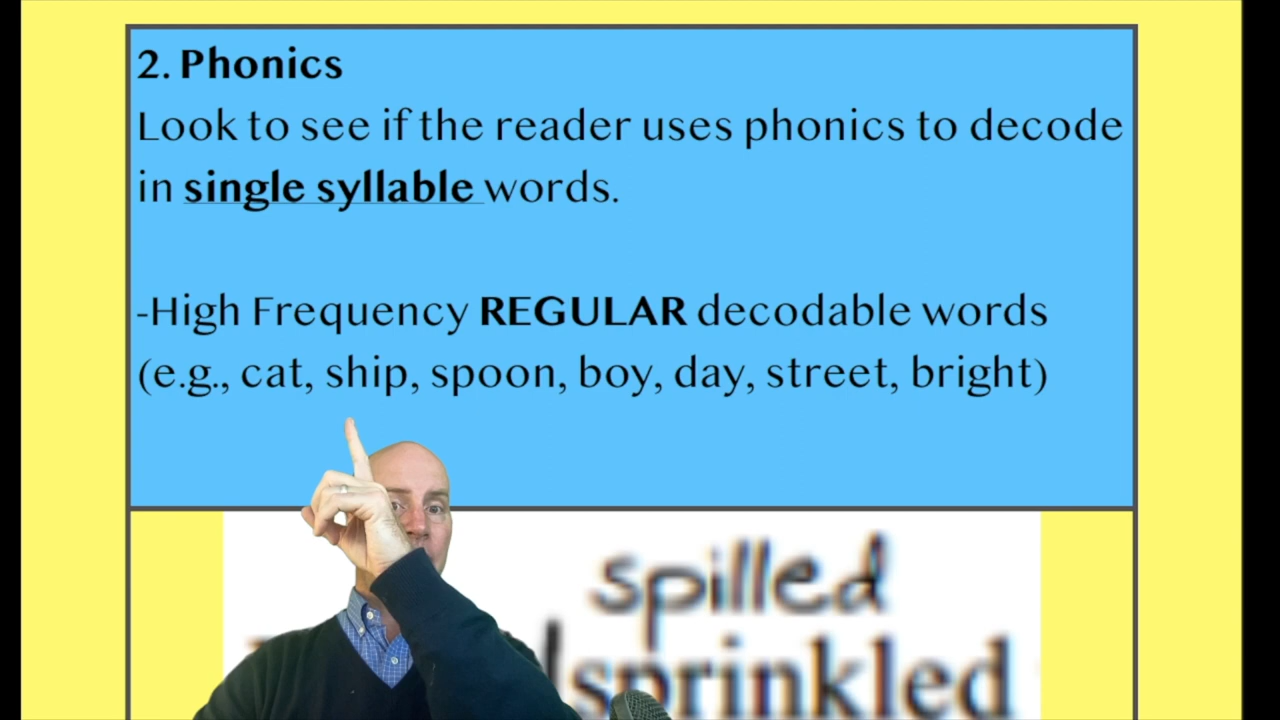 2. Phonics
Look to see if the reader uses phonics to decode
in single syllable words.
-High Frequency REGULAR decodable words
(e.g., cat, ship, spoon, boy, day, street, bright)
spilled
sprinkled